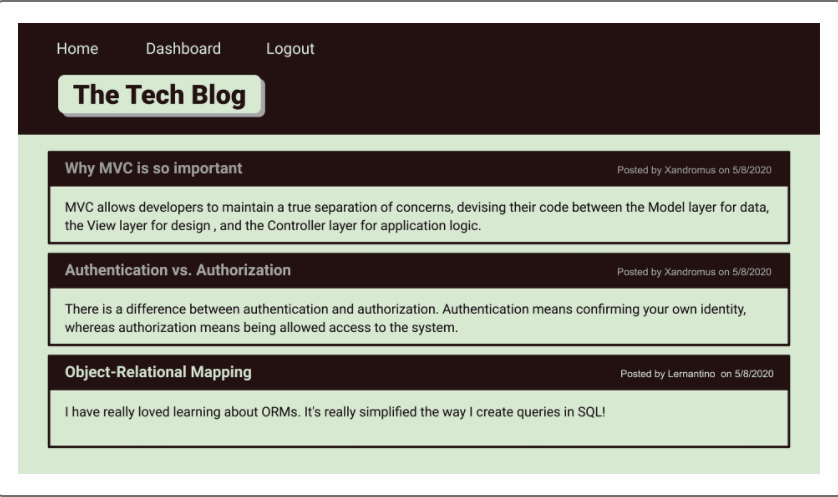 Home Dashboard Logout
The Tech Blog
Why MVC is so important Posted by Xandromus on 5/8/2020
MVC allows developers to maintain a true separation of concerns, devising their code between the Model layer for data,
the View layer for design , and the Controller layer for application logic.
Authentication vs. Authorization Posted by Xandromus on 5/8/2020
There is a difference between authentication and authorization. Authentication means confirming your own identity,
whereas authorization means being allowed access to the system.
Object-Relational Mapping Posted by Lernantino on 5/8/2020
I have really loved learning about ORMs. It's really simplified the way I create queries in SQL!